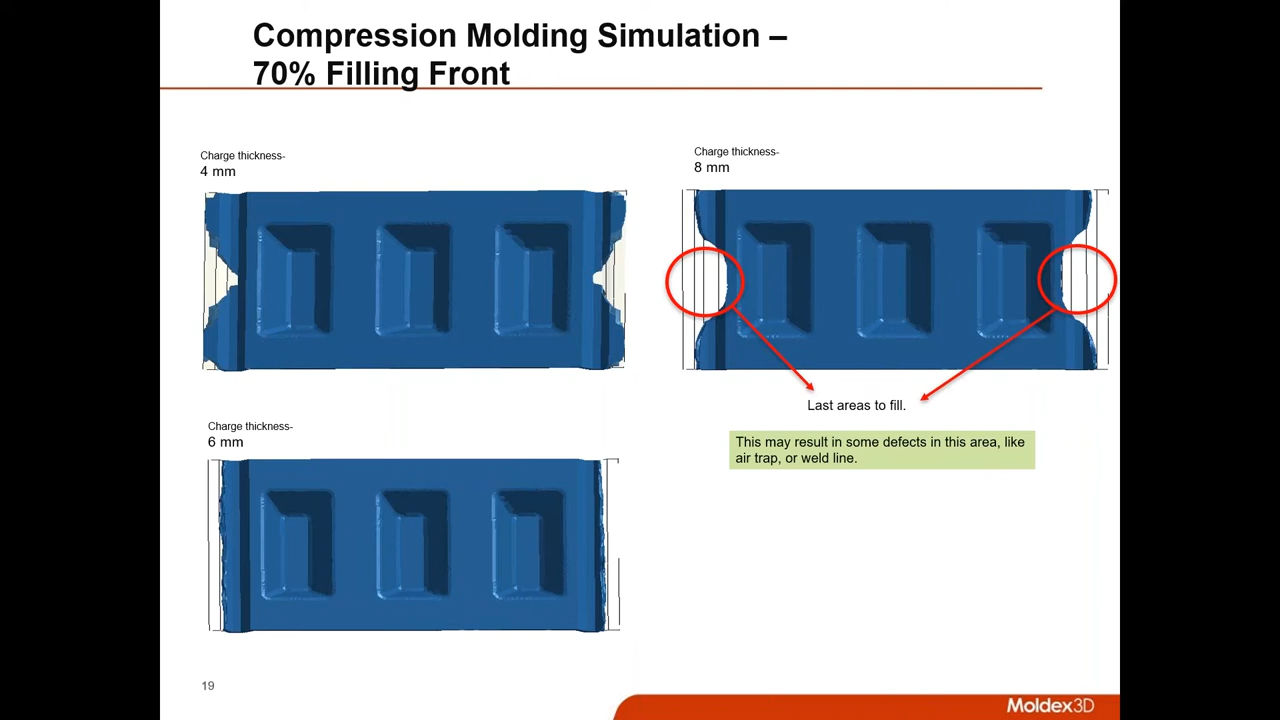 Compression Molding Simulation –
70% Filling Front
Charge thickness-
4 mm
Charge thickness-
8 mm
Last areas to fill.
This may result in some defects in this area, like
air trap, or weld line.
Charge thickness-
6 mm
19
Moldex3D